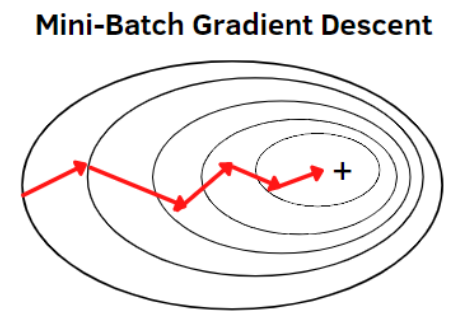 Mini-Batch Gradient Descent
+